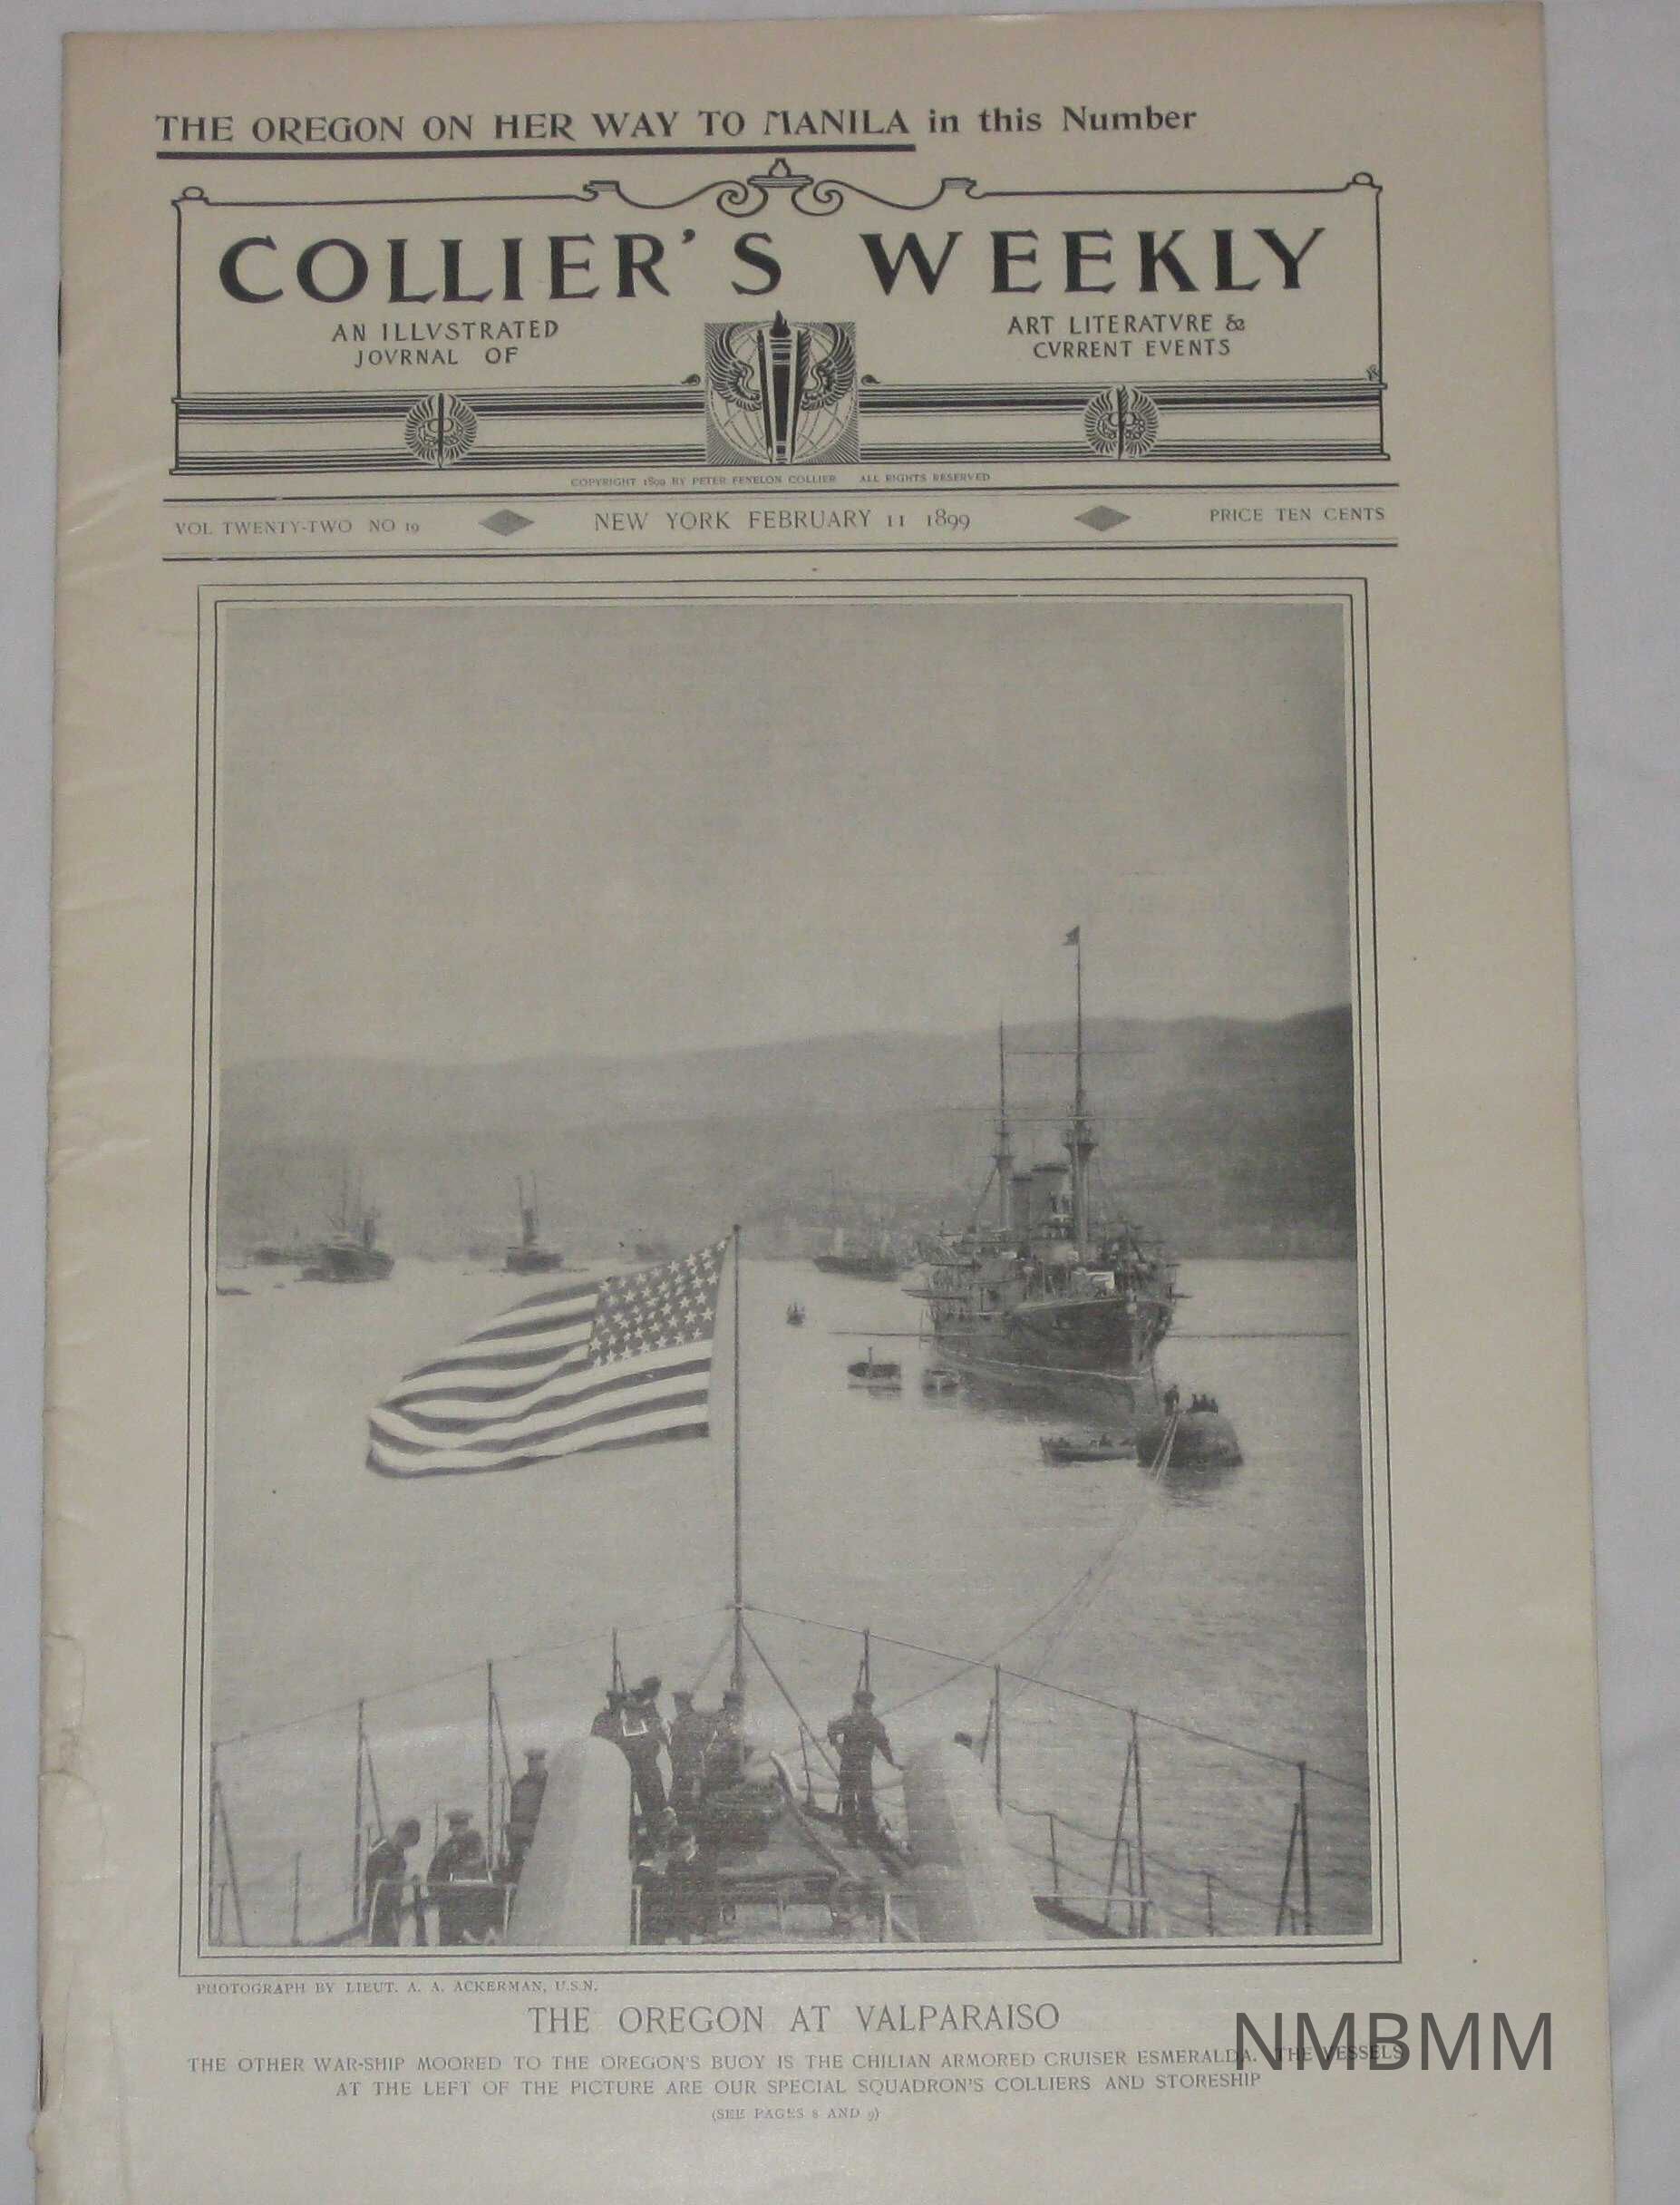 THE OREGON ON HER WAY TO MANILA in this Number
COLLIER'S WEEKLY
AN ILLVSTRATED
JOVRNAL OF
ART LITERATVRE &
CVRRENT EVENTS
COPYRIGHT 1899 BY PETER FENELON COLLIER ALL RIGHTS RESERVED
VOL TWENTY-TWO NO 19
NEW YORK FEBRUARY 11 1899
PRICE TEN CENTS
PHOTOGRAPH BY LIEUT. A. A. ACKERMAN, U.S.N.
THE OREGON AT VALPARAISO
THE OTHER WAR-SHIP MOORED TO THE OREGON'S BUOY IS THE CHILIAN ARMORED CRUISER ESMERALDA. THE VESSELS
AT THE LEFT OF THE PICTURE ARE OUR SPECIAL SQUADRON'S COLLIERS AND STORESHIP
(SEE PAGES 8 AND 9)
NMBMM